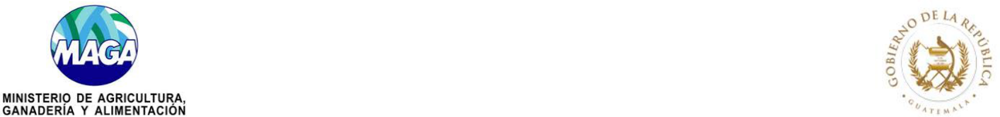 MAGA
MINISTERIO DE AGRICULTURA,
GANADERÍA Y ALIMENTACIÓN
GOBIERNO DE LA REPÚBLICA
GUATEMALA